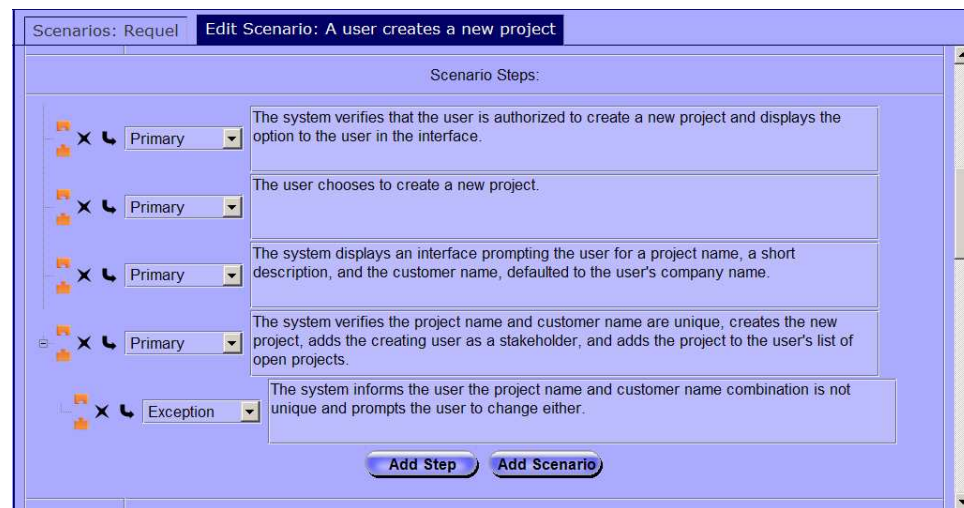 Scenarios: Requel
Edit Scenario: A user creates a new project
Scenario Steps:
Primary
The system verifies that the user is authorized to create a new project and displays the
option to the user in the interface.
Primary
The user chooses to create a new project.
Primary
The system displays an interface prompting the user for a project name, a short
description, and the customer name, defaulted to the user's company name.
Primary
The system verifies the project name and customer name are unique, creates the new
project, adds the creating user as a stakeholder, and adds the project to the user's list of
open projects.
Exception
The system informs the user the project name and customer name combination is not
unique and prompts the user to change either.
Add Step
Add Scenario